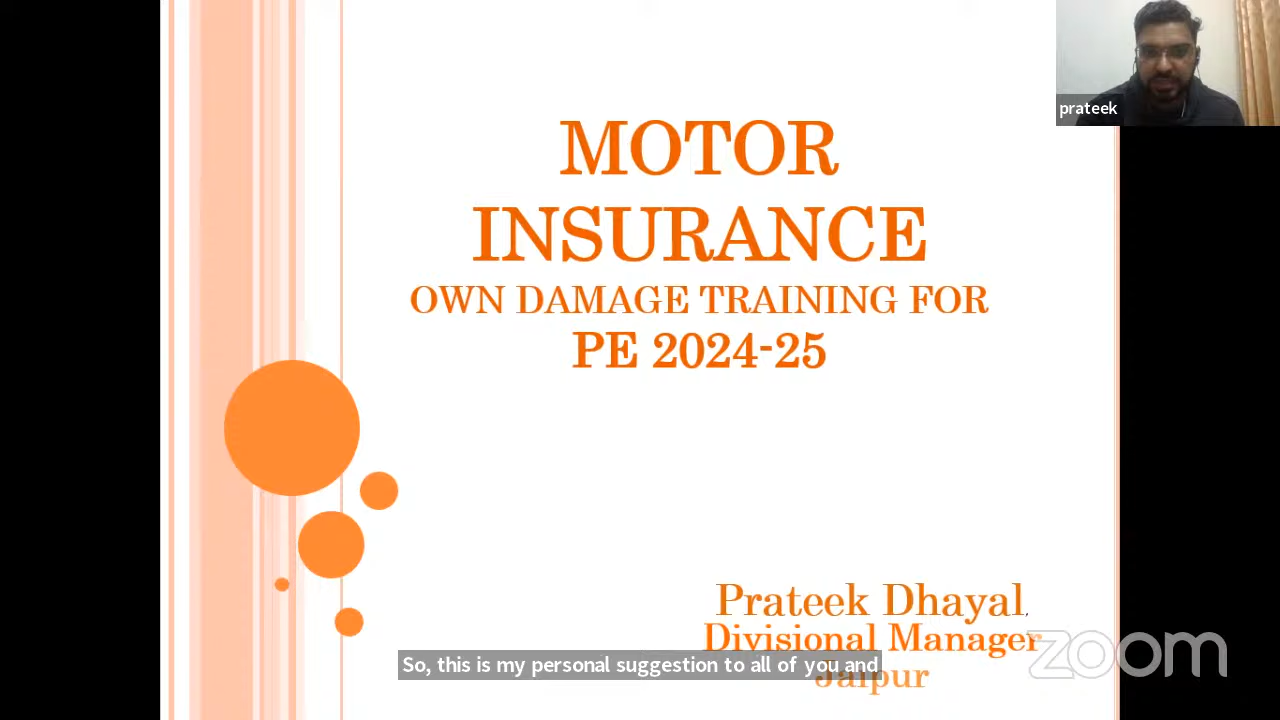 prateek
MOTOR
INSURANCE
OWN DAMAGE TRAINING FOR
PE 2024-25
Prateek Dhayal,
Divisional Manager
Jaipur
So, this is my personal suggestion to all of you and
zoom